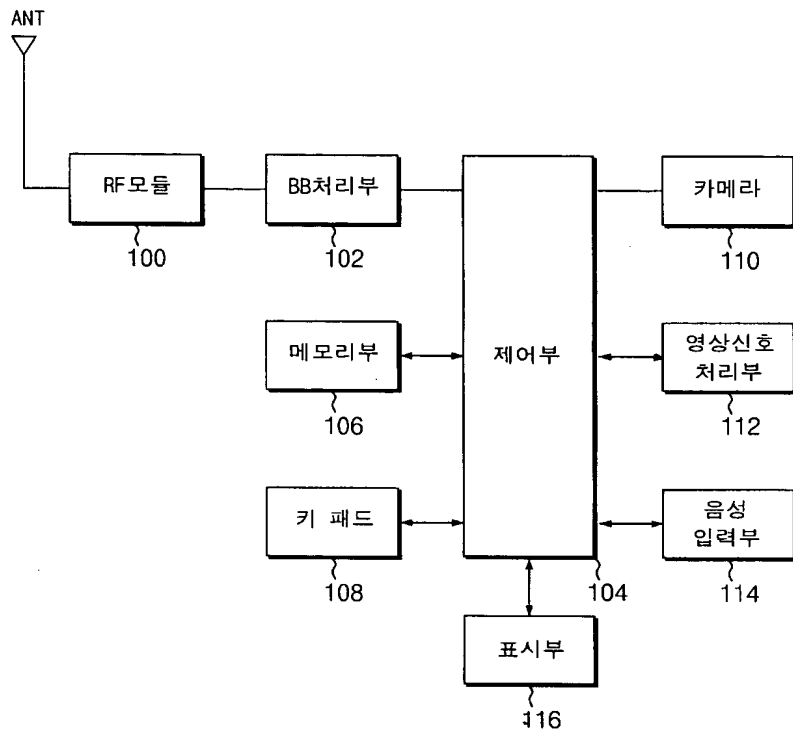 ANT
RF모듈
100
BB처리부
102
제어부
104
카메라
110
메모리부
106
영상신호
처리부
112
키 패드
108
음성
입력부
114
표시부
116